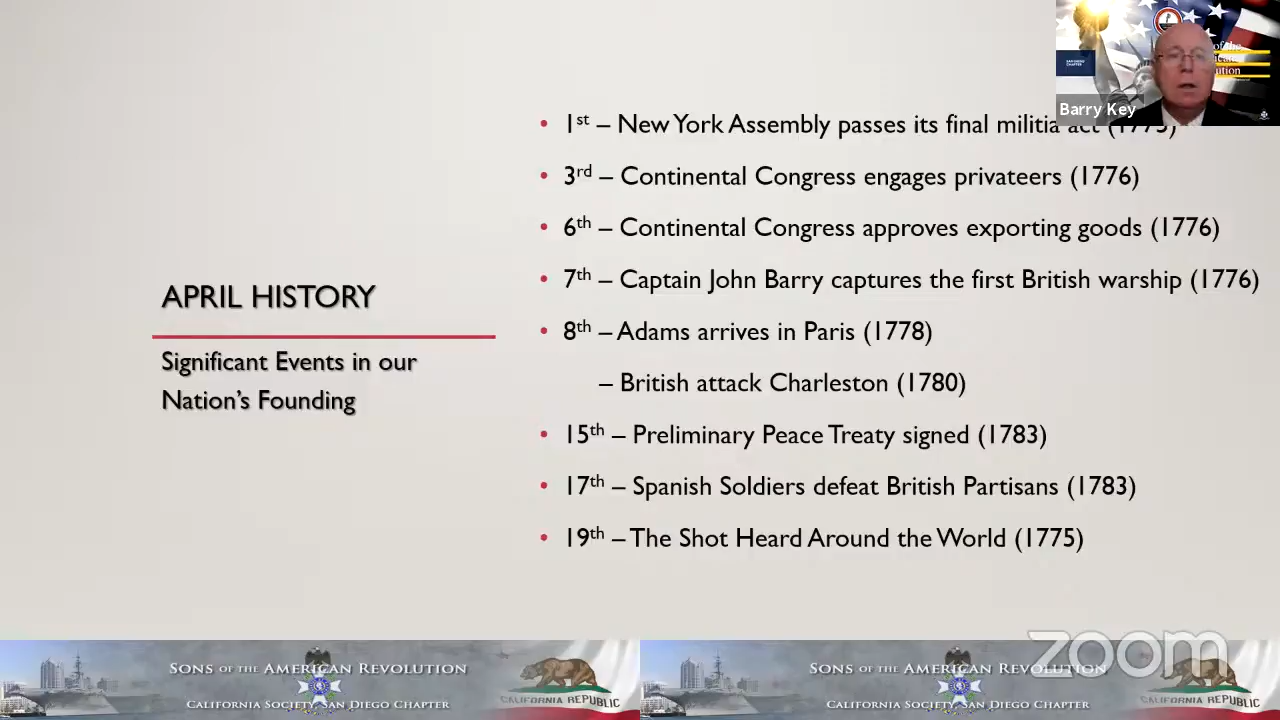 Barry Key
1st – New York Assembly passes its final militia act (1775)
3rd – Continental Congress engages privateers (1776)
6th – Continental Congress approves exporting goods (1776)
7th – Captain John Barry captures the first British warship (1776)
APRIL HISTORY
8th – Adams arrives in Paris (1778)
– British attack Charleston (1780)
Significant Events in our
Nation's Founding
15th – Preliminary Peace Treaty signed (1783)
17th – Spanish Soldiers defeat British Partisans (1783)
19th – The Shot Heard Around the World (1775)
zoom
SONS OF THE AMERICAN REVOLUTION
CALIFORNIA SOCIETY SAN DIEGO CHAPTER
CALIFORNIA REPUBLIC
SONS OF THE AMERICAN REVOLUTION
CALIFORNIA SOCIETY SAN DIEGO CHAPTER
CALIFORNIA REPUBLIC